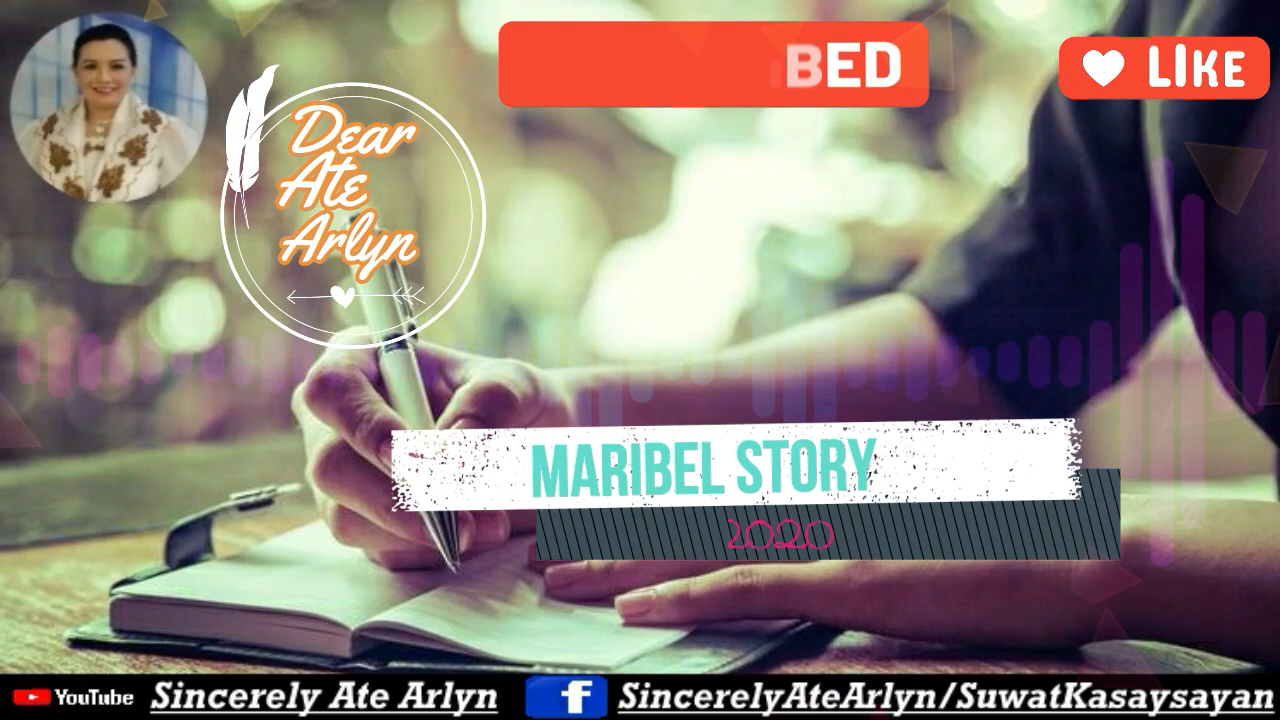 BED
LIKE
Dear
Ate
Arlyn
MARIBEL STORY
2020
YouTube Sincerely Ate Arlyn
SincerelyAteArlyn/SuwatKasaysayan